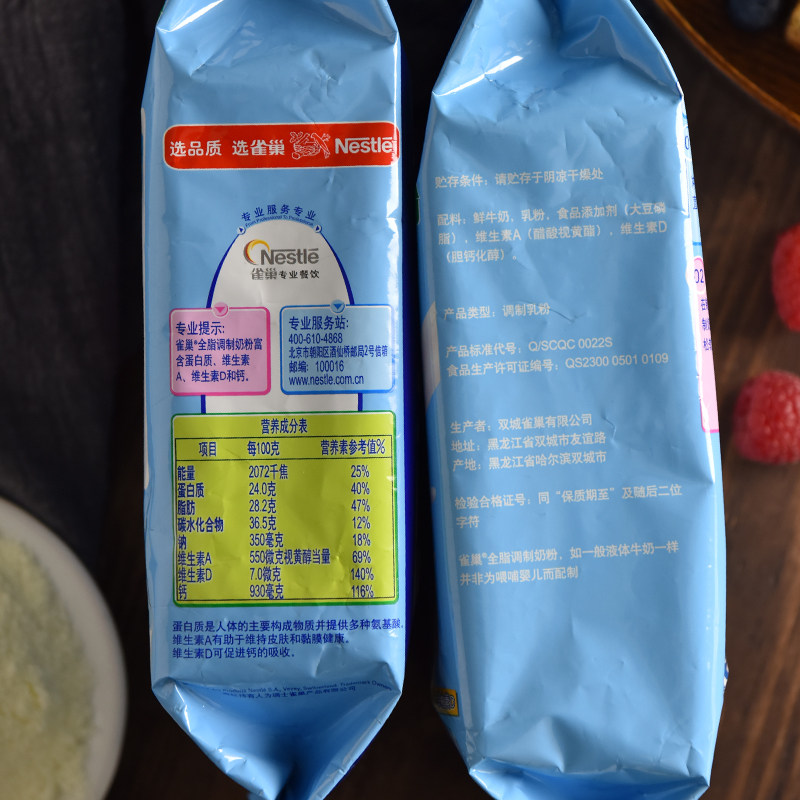 选品质 选雀巢 Nestlé
专业服务专业
Nestlé
雀巢专业餐饮
专业提示:
雀巢®全脂调制奶粉富
含蛋白质、维生素
A、维生素D和钙。
专业服务站:
400-610-4868
北京市朝阳区酒仙桥邮局2号信箱
邮编: 100016
www.nestle.com.cn
营养成分表
项目 每100克 营养素参考值%
能量 2072千焦 25%
蛋白质 24.0克 40%
脂肪 28.2克 47%
碳水化合物 36.5克 12%
钠 350毫克 18%
维生素A 550微克视黄醇当量 69%
维生素D 7.0微克 140%
钙 930毫克 116%
蛋白质是人体的主要构成物质并提供多种氨基酸。
维生素A有助于维持皮肤和黏膜健康。
维生素D可促进钙的吸收。
贮存条件: 请贮存于阴凉干燥处
配料: 鲜牛奶、乳粉、食品添加剂（大豆磷
脂）、维生素A（醋酸视黄酯）、维生素D
（胆钙化醇）。
产品类型: 调制乳粉
产品标准代号: Q/SCQC 0022S
食品生产许可证编号: QS2300 0501 0109
生产者: 双城雀巢有限公司
地址: 黑龙江省双城市友谊路
产地: 黑龙江省哈尔滨双城市
检验合格证号: 同“保质期至”及随后二位
字符
雀巢®全脂调制奶粉，如一般液体牛奶一样
并非为喂哺婴儿而配制